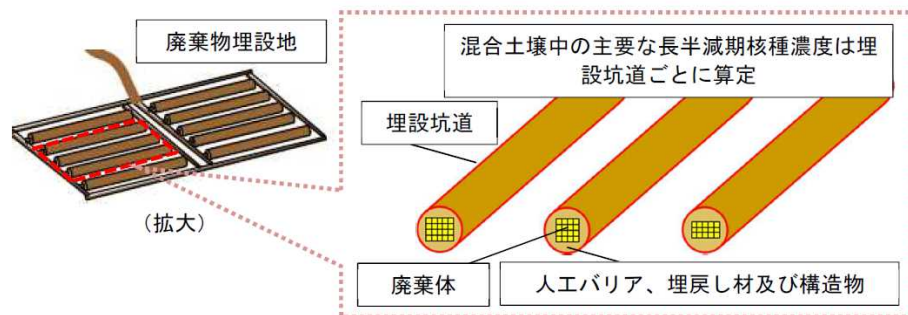 廃棄物埋設地
混合土壌中の主要な長半減期核種濃度は埋
設坑道ごとに算定
埋設坑道
（拡大）
廃棄体
人工バリア、埋戻し材及び構造物